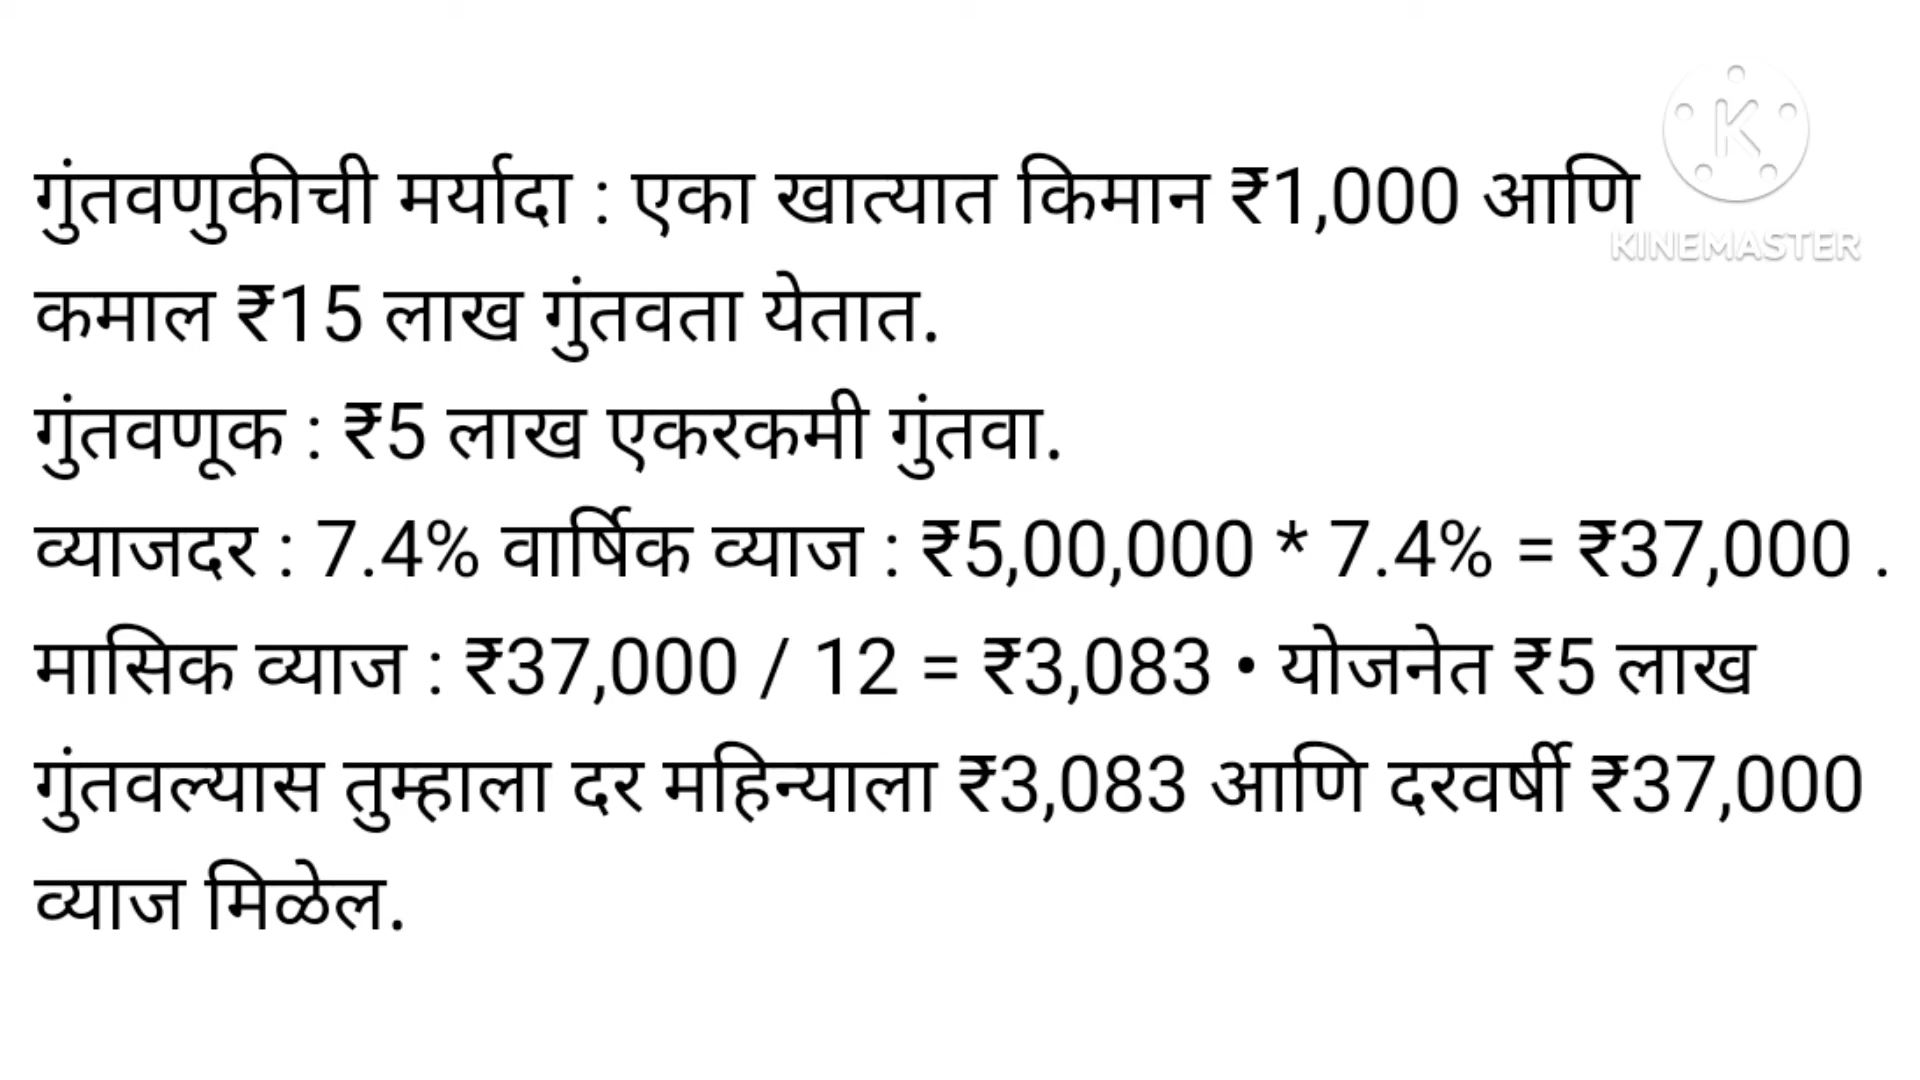 गुंतवणुकीची मर्यादा : एका खात्यात किमान ₹1,000 आणि
कमाल ₹15 लाख गुंतवता येतात.
गुंतवणूक : ₹5 लाख एकरकमी गुंतवा.
व्याजदर : 7.4% वार्षिक व्याज : ₹5,00,000 * 7.4% = ₹37,000 .
मासिक व्याज : ₹37,000 / 12 = ₹3,083 • योजनेत ₹5 लाख
गुंतवल्यास तुम्हाला दर महिन्याला ₹3,083 आणि दरवर्षी ₹37,000
व्याज मिळेल.
K
KINEMASTER